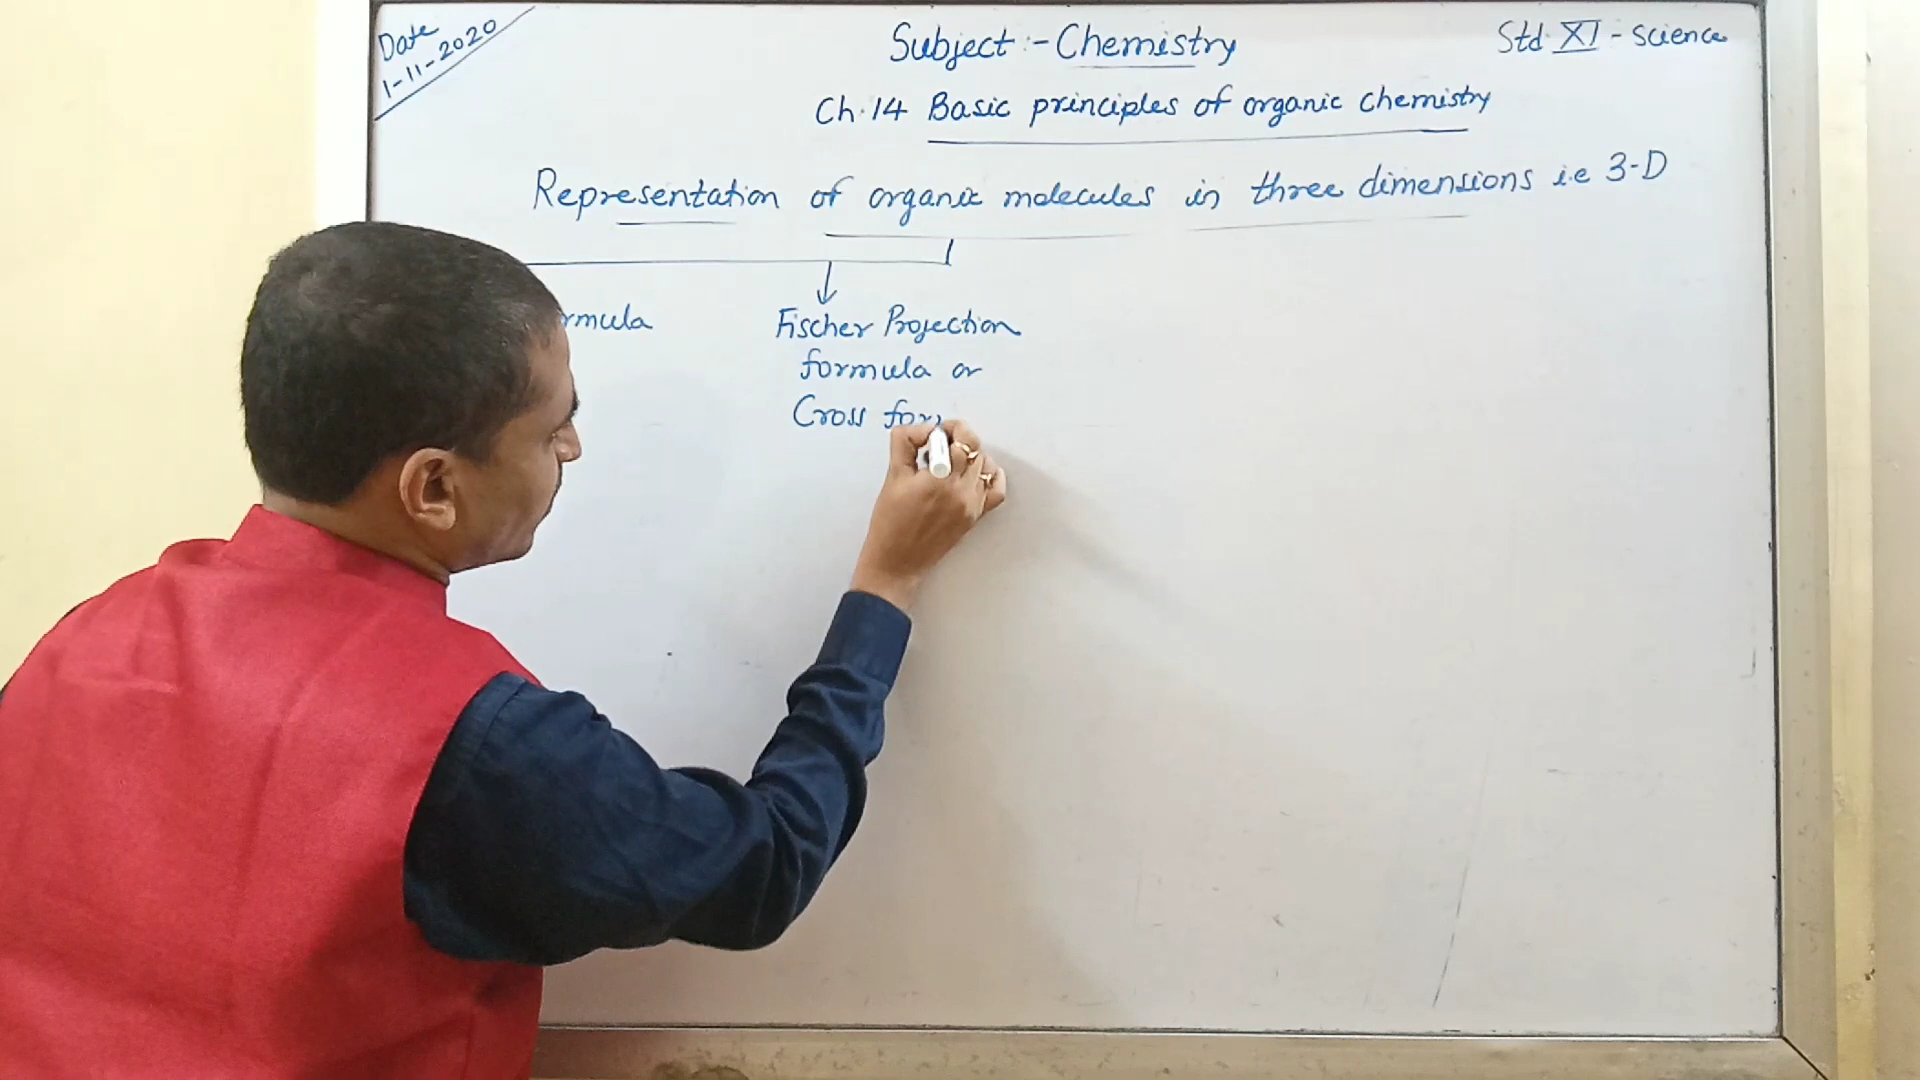 Date
1-11-2020
Subject :- Chemistry
Std XI - Science
Ch.14 Basic principles of organic chemistry
Representation of organic molecules in three dimensions i.e 3-D
Fischer Projection
formula or
Cross for